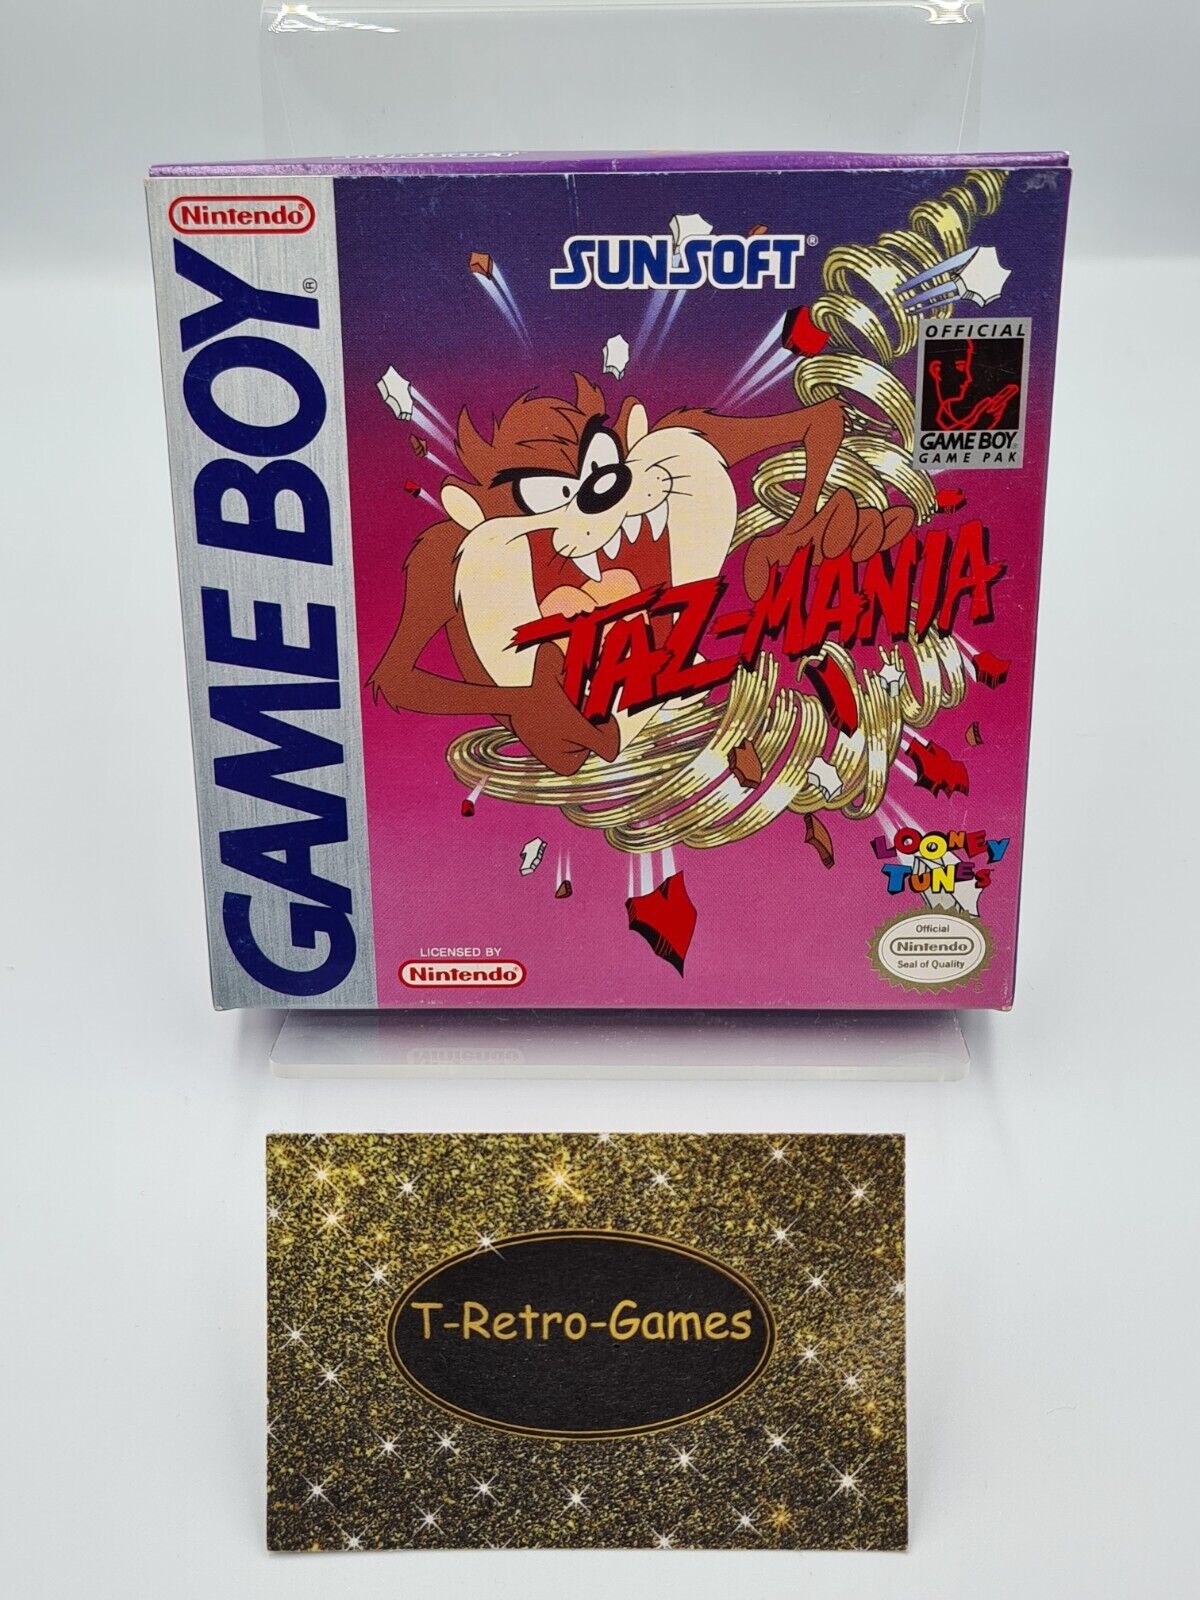 Nintendo®
GAME BOY®
SUNSOFT®
OFFICIAL
GAME BOY
GAME PAK
TAZ-MANIA
LOONEY
TUNES
LICENSED BY
Nintendo®
Official
Nintendo
Seal of Quality
T-Retro-Games